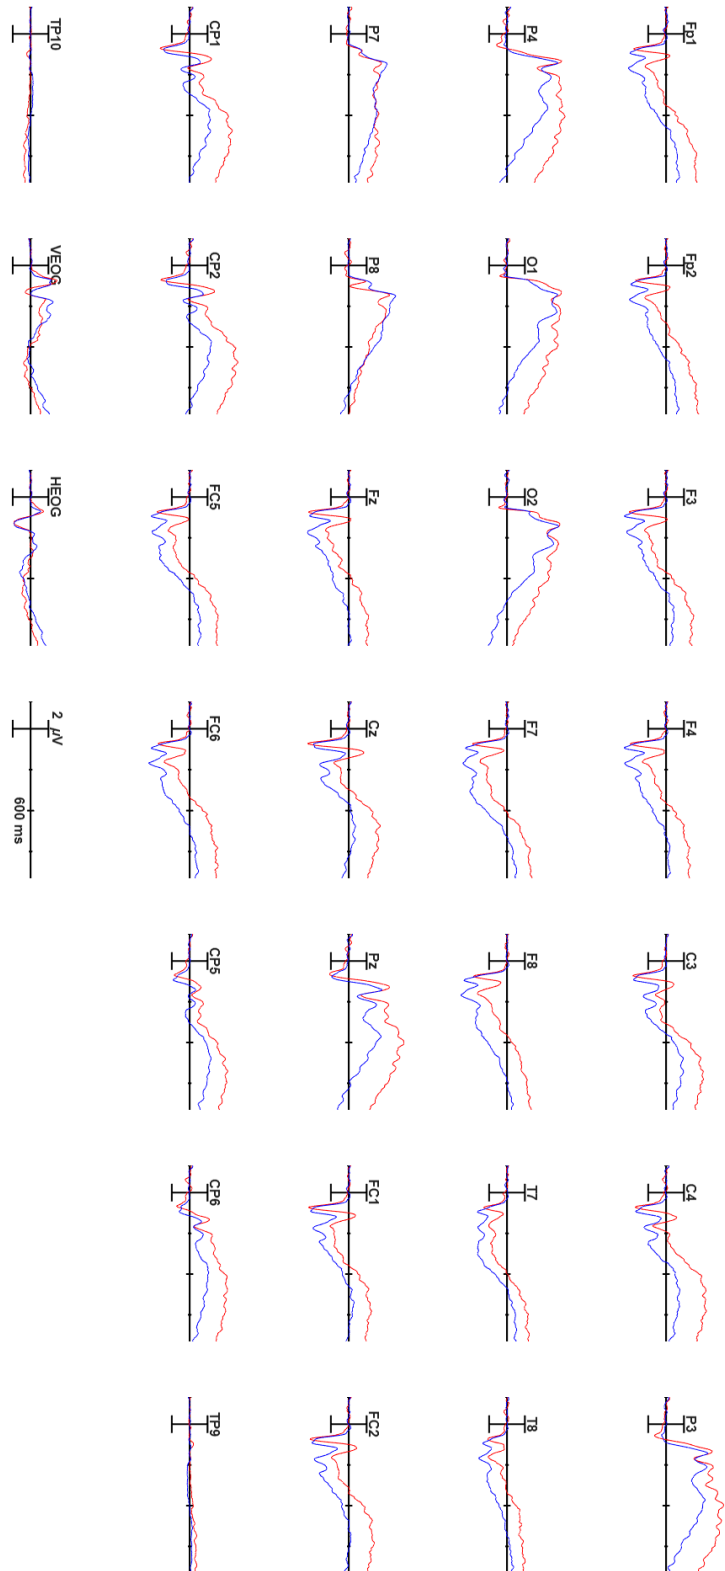 Fp1
Fp2
F3
F4
C3
C4
P3
P4
O1
O2
F7
F8
T7
T8
P7
P8
Fz
Cz
Pz
FC1
FC2
CP1
CP2
FC5
FC6
CP5
CP6
TP9
TP10
VEOG
HEOG
2 µV
600 ms